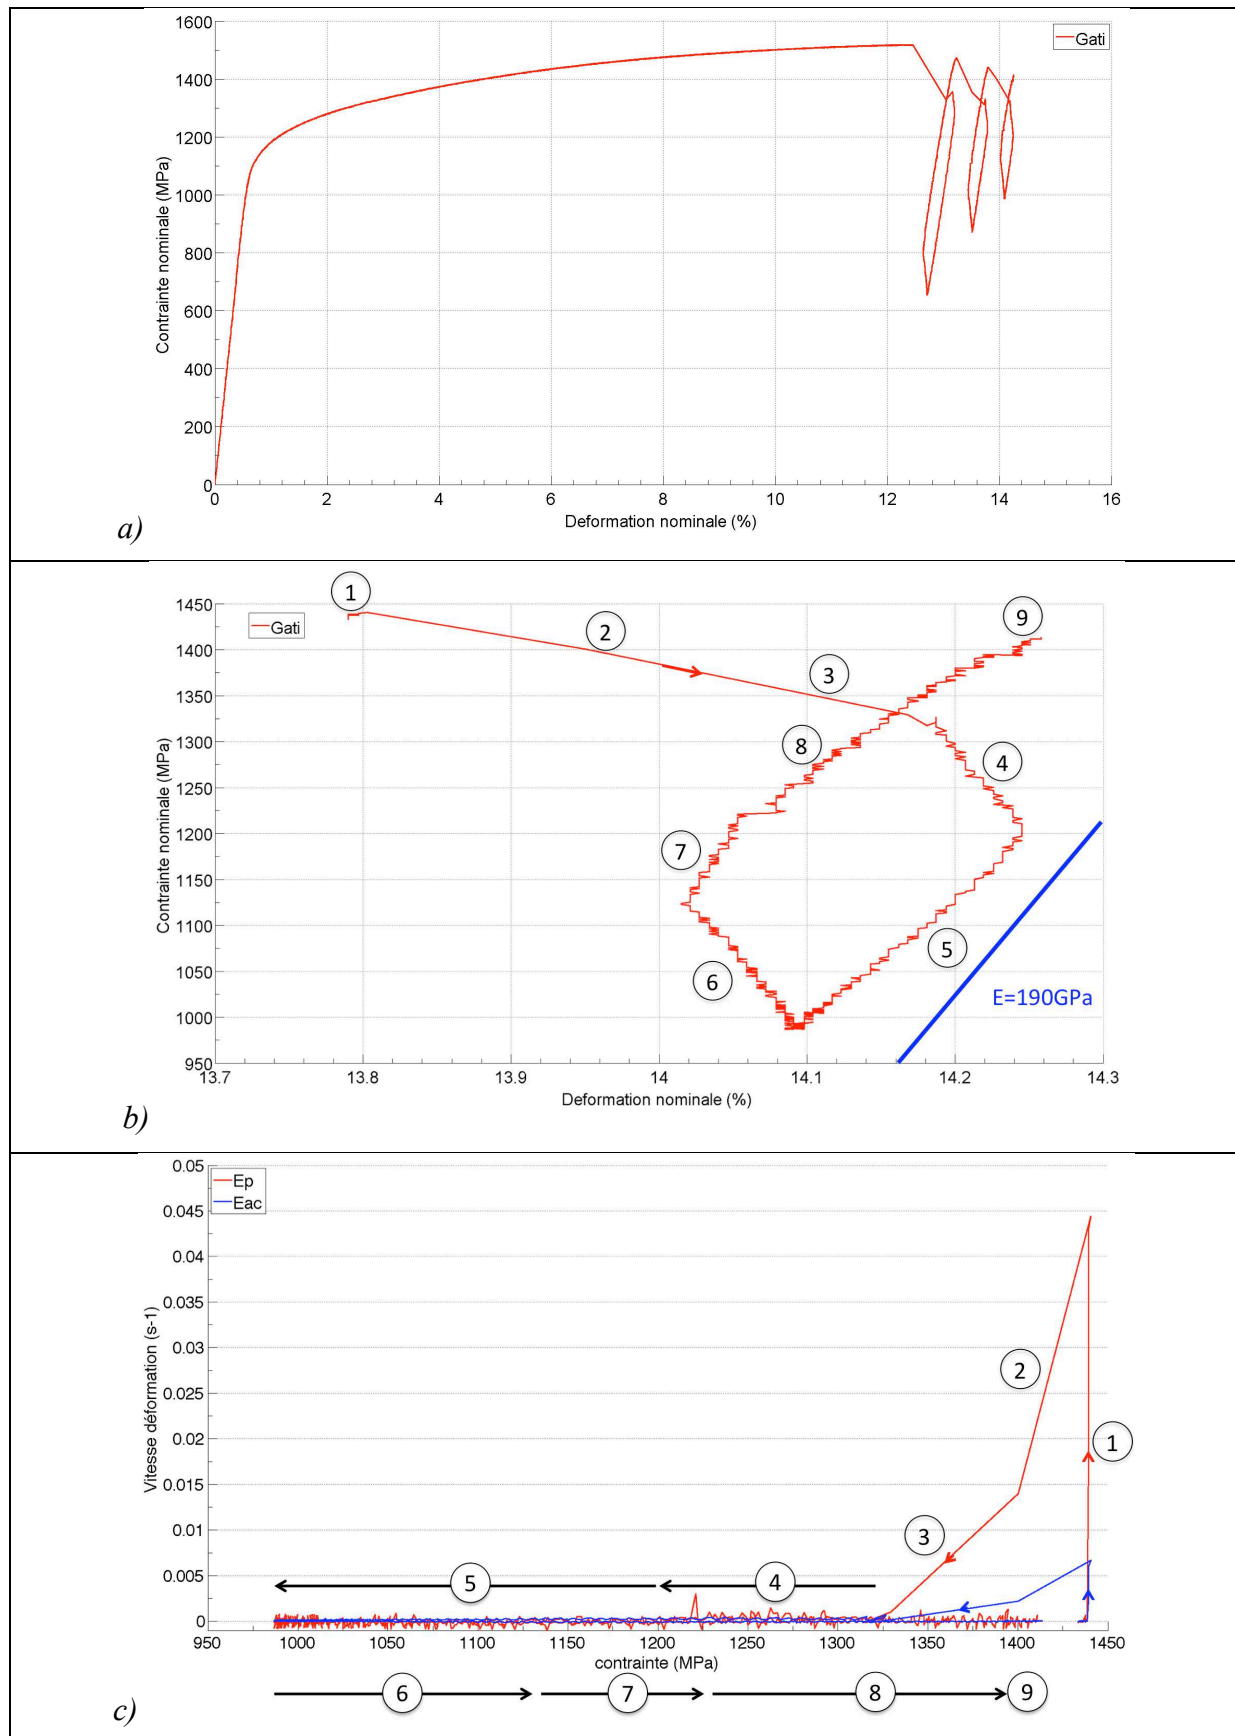 1600
Gati
1400
1200
1000
800
600
400
200
0
Contrainte nominale (MPa)
0 2 4 6 8 10 12 14 16
Deformation nominale (%)
a)
1
1450
Gati
2
9
1400
3
1350
8
1300
4
1250
1200
7
1150
1100
5
1050
6
E=190GPa
1000
950
Contrainte nominale (MPa)
13.7 13.8 13.9 14 14.1 14.2 14.3
Deformation nominale (%)
b)
0.05
Ep
Eac
0.045
0.04
0.035
0.03
2
0.025
0.02
1
0.015
0.01
3
0.005
5 4
0
Vitesse déformation (s-1)
950 1000 1050 1100 1150 1200 1250 1300 1350 1400 1450
contrainte (MPa)
6 7 8 9
c)